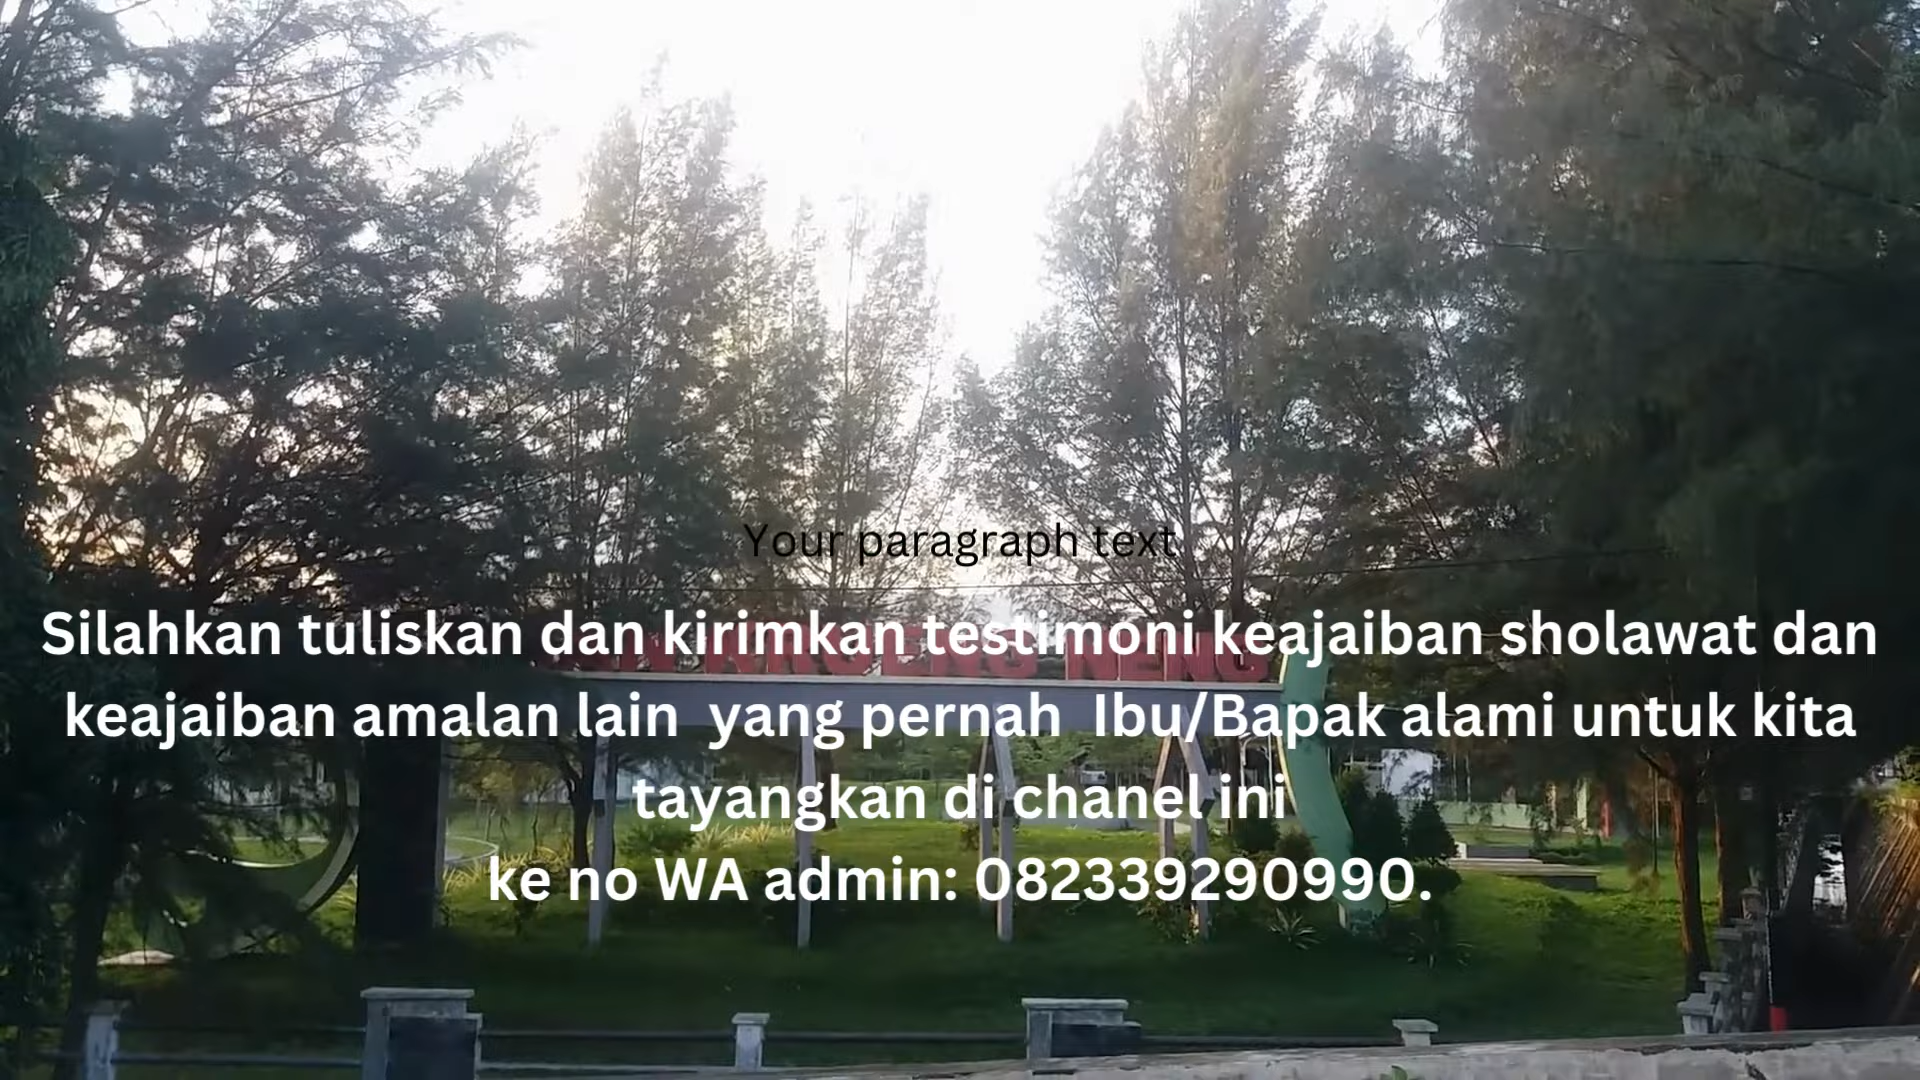 Your paragraph text
Silahkan tuliskan dan kirimkan testimoni keajaiban sholawat dan
keajaiban amalan lain yang pernah Ibu/Bapak alami untuk kita
tayangkan di chanel ini
ke no WA admin: 082339290990.
NENG